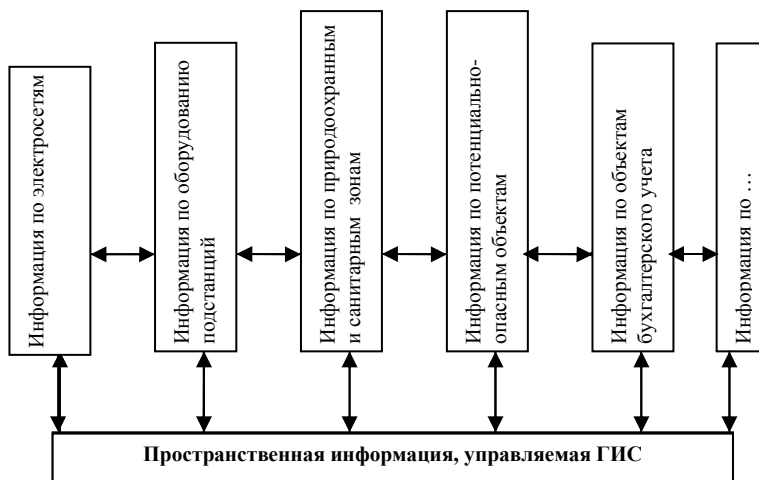 Информация по электросетям
Информация по оборудованию
подстанций
Информация по природоохранным
и санитарным зонам
Информация по потенциально-
опасным объектам
Информация по объектам
бухгалтерского учета
Информация по …
Пространственная информация, управляемая ГИС